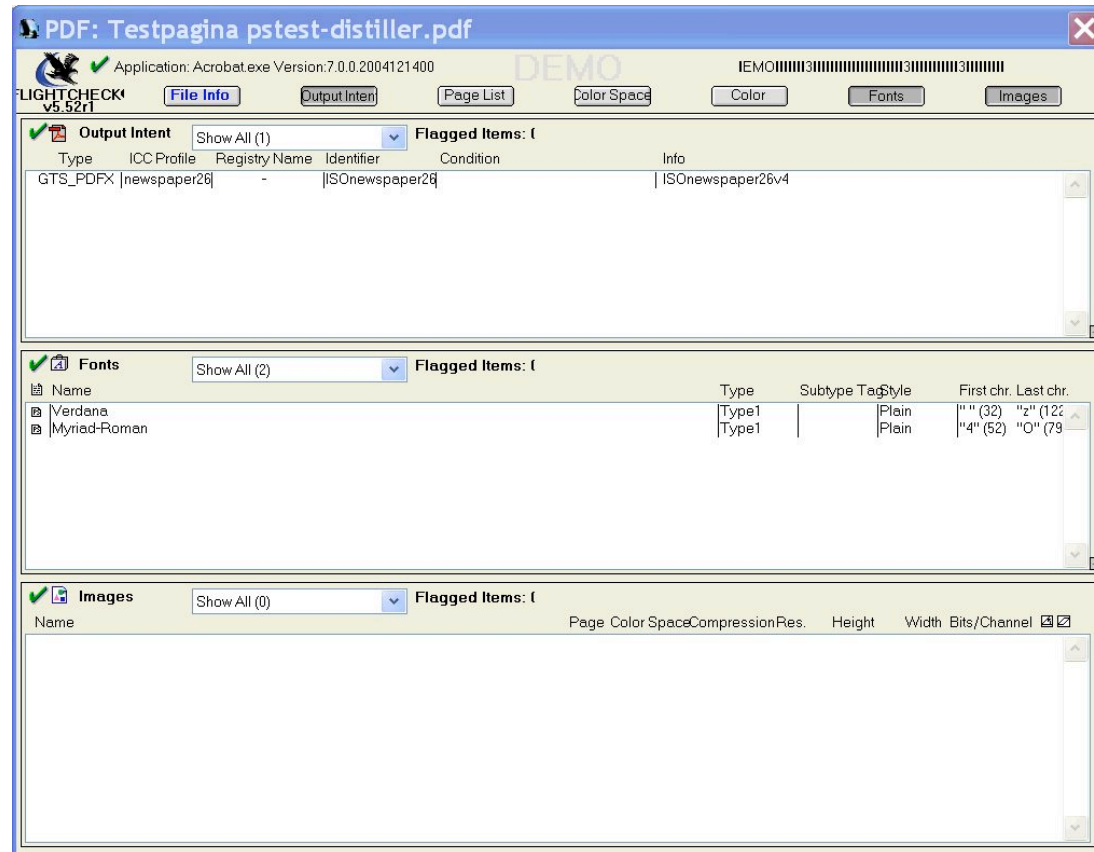 PDF: Testpagina pstest-distiller.pdf
Application: Acrobat.exe Version:7.0.0.2004121400
DEMO
LIGHTCHECK
v5.52r1
File Info
Output Inten
Page List
Color Space
Color
Fonts
Images
Output Intent
Show All (1)
Flagged Items: (
Type ICC Profile Registry Name Identifier Condition Info
GTS_PDFX newspaper26 - ISOnewspaper26 ISOnewspaper26v4
Fonts
Show All (2)
Flagged Items: (
Name Type Subtype Tag Style First chr. Last chr.
Verdana Type1 Plain " " (32) "z" (122
Myriad-Roman Type1 Plain "4" (52) "O" (79
Images
Show All (0)
Flagged Items: (
Name Page Color Space Compression Res. Height Width Bits/Channel